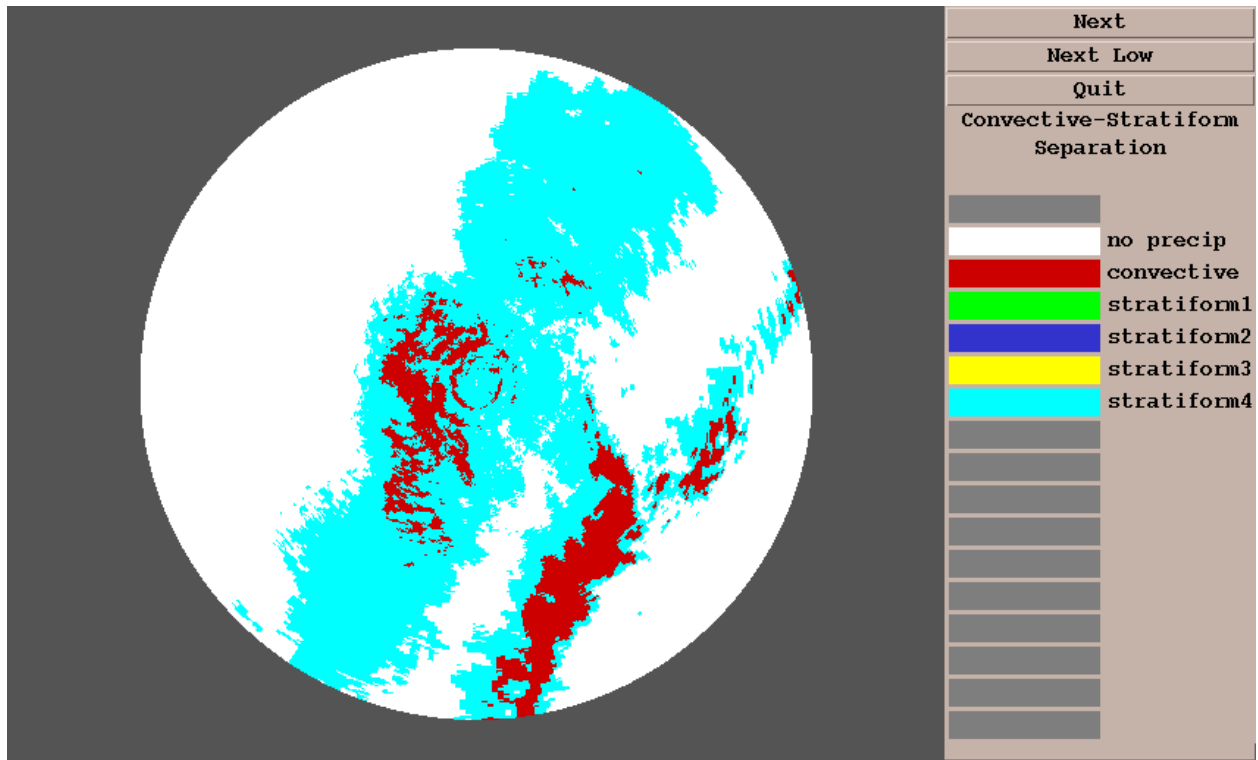 Next
Next Low
Quit
Convective-Stratiform
Separation
no precip
convective
stratiform1
stratiform2
stratiform3
stratiform4